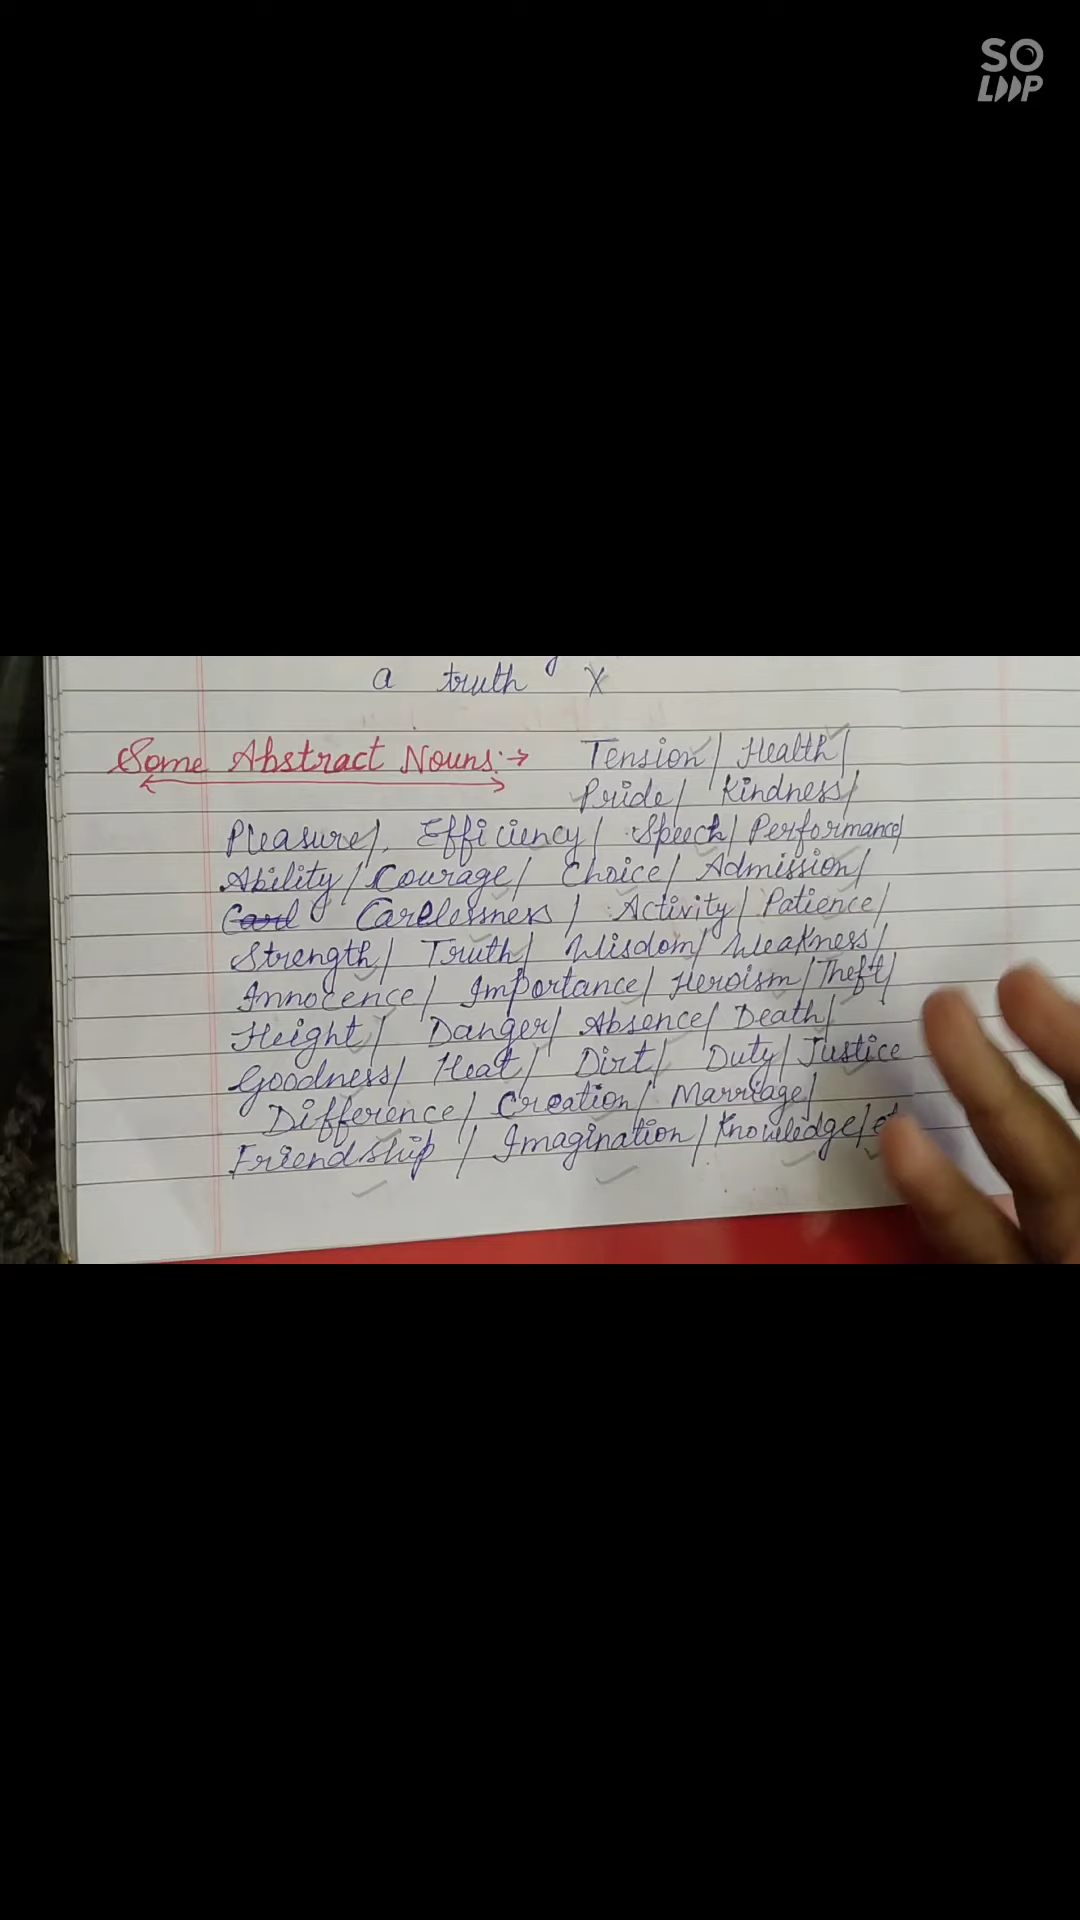 SO
LOOP
a truth X
Some Abstract Nouns:→ Tension / Health /
Pride / Kindness /
Pleasure /, Efficiency / Speech / Performance /
Ability / Courage / Choice / Admission /
Carelessness / Activity / Patience /
Strength / Truth / Wisdom / Weakness /
Innocence / Importance / Heroism / Theft /
Height / Danger / Absence / Death /
Goodness / Heat / Dirt / Duty / Justice
Difference / Creation / Marriage /
Friendship / Imagination / Knowledge /